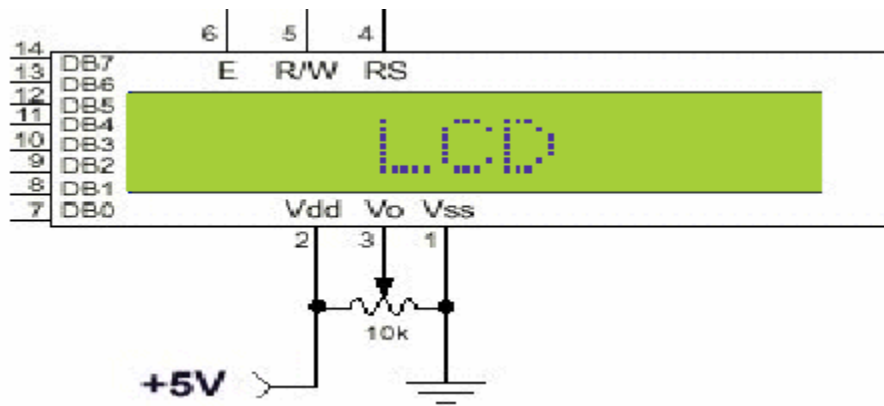 6 5 4
14 DB7 E R/W RS
13 DB6
12 DB5
11 DB4
10 DB3
9 DB2
8 DB1
7 DB0
LCD
Vdd Vo Vss
2 3 1
10k
+5V